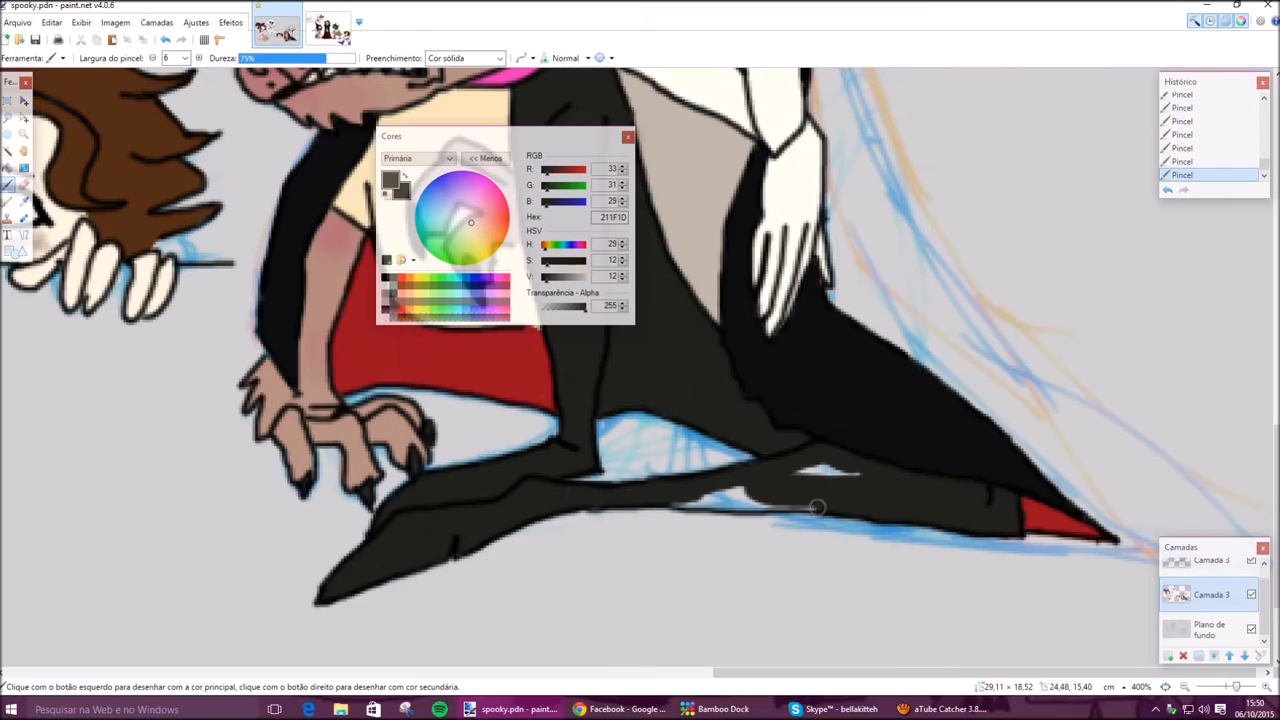 spooky.pdn - paint.net v4.0.6
Arquivo Editar Exibir Imagem Camadas Ajustes Efeitos
Ferramenta: Largura do pincel: 6 Dureza: 75% Preenchimento: Cor sólida Normal
Fe...
Histórico
Pincel
Pincel
Pincel
Pincel
Pincel
Pincel
Pincel
Cores
Primária << Menos
RGB
R: 33
G: 31
B: 29
Hex: 211F1D
HSV
H: 29
S: 12
V: 12
Transparência - Alpha
255
Camadas
Camada 3
Camada 3
Plano de fundo
Clique com o botão esquerdo para desenhar com a cor principal, clique com o botão direito para desenhar com cor secundária.
29,11 × 18,52 24,48, 15,40 cm 400%
Pesquisar na Web e no Windows
spooky.pdn - paint....
Facebook - Google ...
Bamboo Dock
Skype™ - bellakitteh
aTube Catcher 3.8....
15:50
06/10/2015